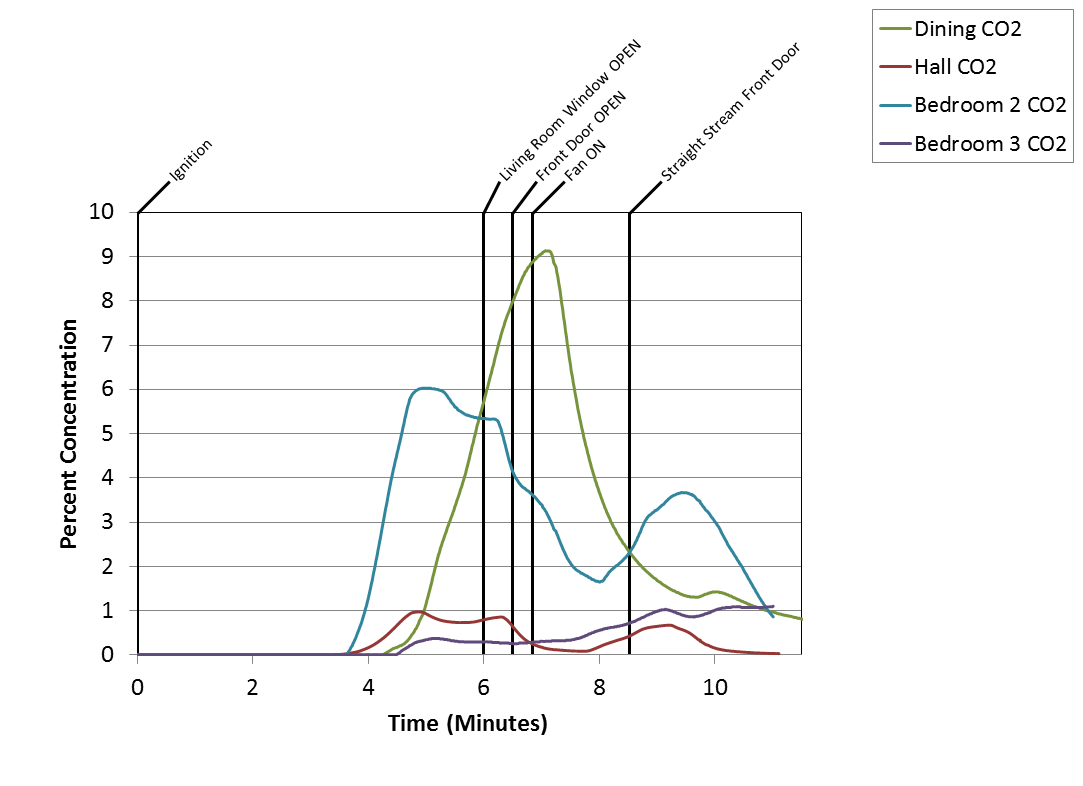 Dining CO2
Hall CO2
Bedroom 2 CO2
Bedroom 3 CO2
Ignition
Living Room Window OPEN
Front Door OPEN
Fan ON
Straight Stream Front Door
Percent Concentration
10
9
8
7
6
5
4
3
2
1
0
0 2 4 6 8 10
Time (Minutes)